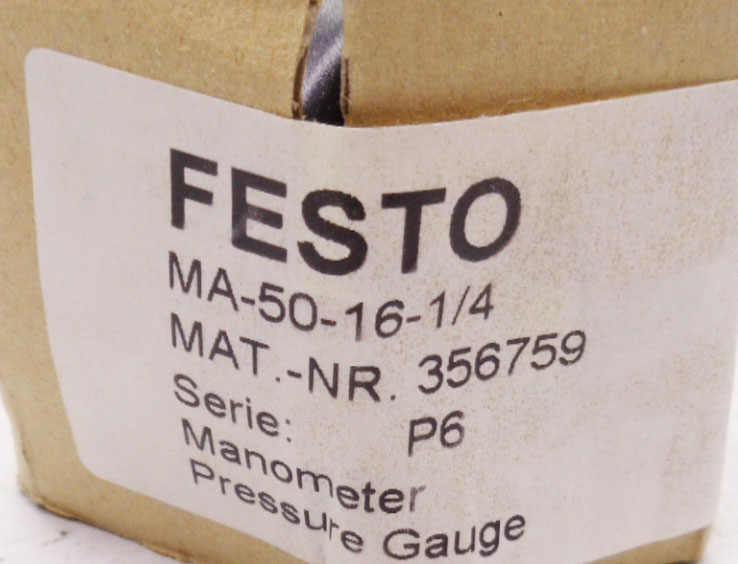 FESTO
MA-50-16-1/4
MAT.-NR. 356759
Serie: P6
Manometer
Pressure Gauge